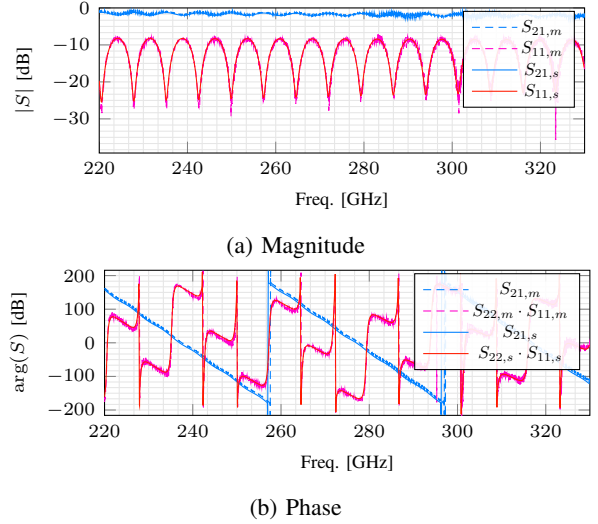 0
−10
−20
−30
|S| [dB]
S21,m
S11,m
S21,s
S11,s
220 240 260 280 300 320
Freq. [GHz]
(a) Magnitude
200
100
0
−100
−200
arg(S) [dB]
S21,m
S22,m · S11,m
S21,s
S22,s · S11,s
220 240 260 280 300 320
Freq. [GHz]
(b) Phase